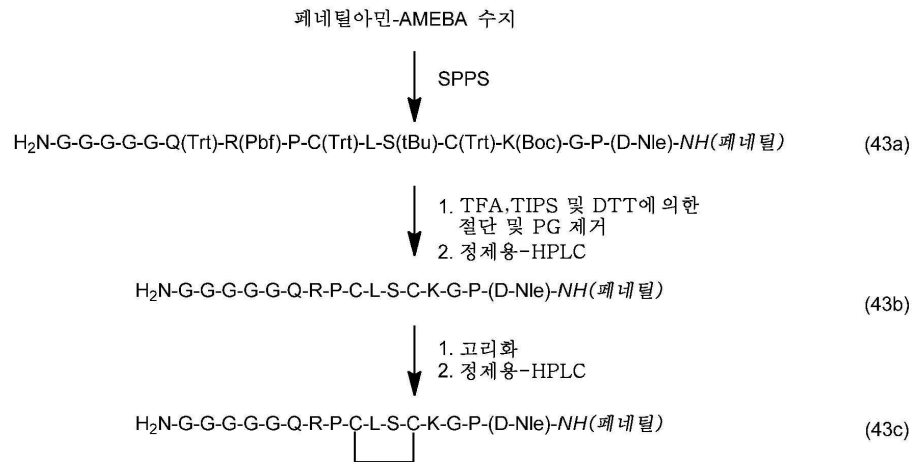 페네틸아민-AMEBA 수지
SPPS
H₂N-G-G-G-G-G-Q(Trt)-R(Pbf)-P-C(Trt)-L-S(tBu)-C(Trt)-K(Boc)-G-P-(D-Nle)-NH(페네틸) (43a)
1. TFA,TIPS 및 DTT에 의한
절단 및 PG 제거
2. 정제용-HPLC
H₂N-G-G-G-G-G-Q-R-P-C-L-S-C-K-G-P-(D-Nle)-NH(페네틸) (43b)
1. 고리화
2. 정제용-HPLC
H₂N-G-G-G-G-G-Q-R-P-C-L-S-C-K-G-P-(D-Nle)-NH(페네틸) (43c)